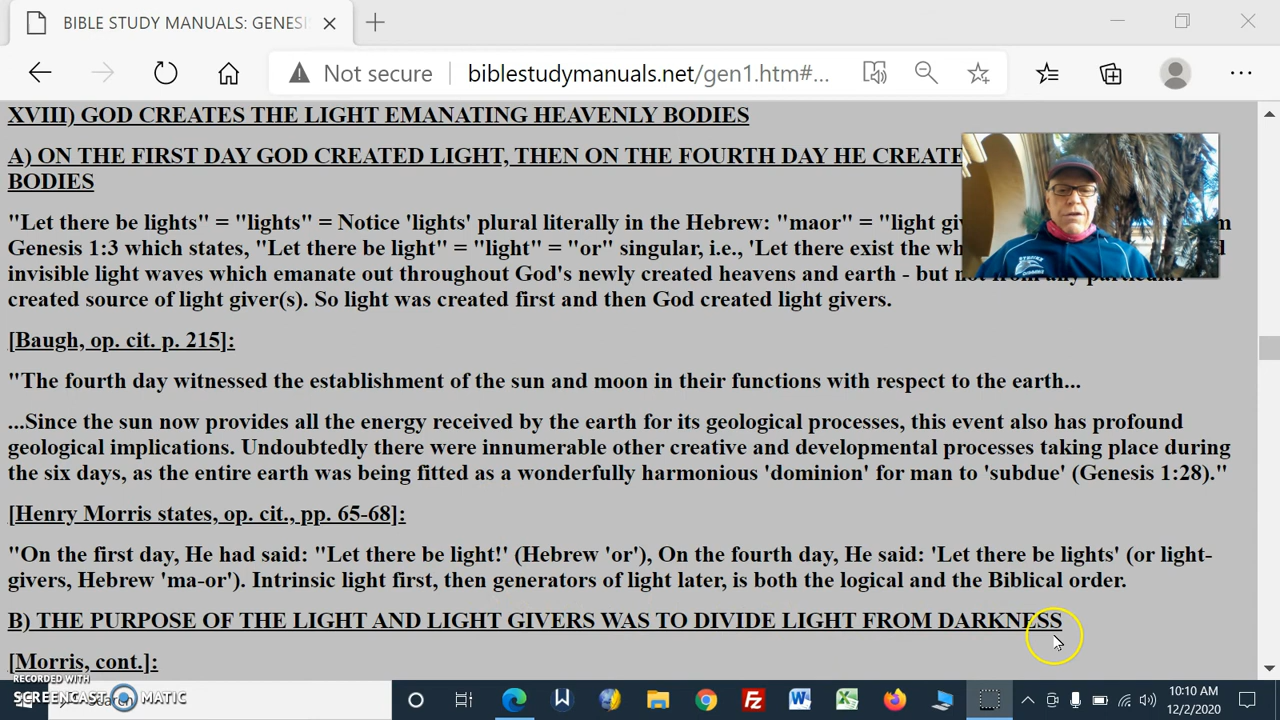 BIBLE STUDY MANUALS: GENESIS
Not secure
biblestudymanuals.net/gen1.htm#...
XVIII) GOD CREATES THE LIGHT EMANATING HEAVENLY BODIES
A) ON THE FIRST DAY GOD CREATED LIGHT, THEN ON THE FOURTH DAY HE CREATE
BODIES
"Let there be lights" = "lights" = Notice 'lights' plural literally in the Hebrew: "maor" = "light
Genesis 1:3 which states, "Let there be light" = "light" = "or" singular, i.e., 'Let there exist the
invisible light waves which emanate out throughout God's newly created heavens and earth - but not from any particular
created source of light giver(s). So light was created first and then God created light givers.
[Baugh, op. cit. p. 215]:
"The fourth day witnessed the establishment of the sun and moon in their functions with respect to the earth...
...Since the sun now provides all the energy received by the earth for its geological processes, this event also has profound
geological implications. Undoubtedly there were innumerable other creative and developmental processes taking place during
the six days, as the entire earth was being fitted as a wonderfully harmonious 'dominion' for man to 'subdue' (Genesis 1:28)."
[Henry Morris states, op. cit., pp. 65-68]:
"On the first day, He had said: "Let there be light!' (Hebrew 'or'), On the fourth day, He said: 'Let there be lights' (or light-
givers, Hebrew 'ma-or'). Intrinsic light first, then generators of light later, is both the logical and the Biblical order.
B) THE PURPOSE OF THE LIGHT AND LIGHT GIVERS WAS TO DIVIDE LIGHT FROM DARKNESS
[Morris, cont.]:
RECORDED WITH
SCREENCAST MATIC
Search
10:10 AM
12/2/2020